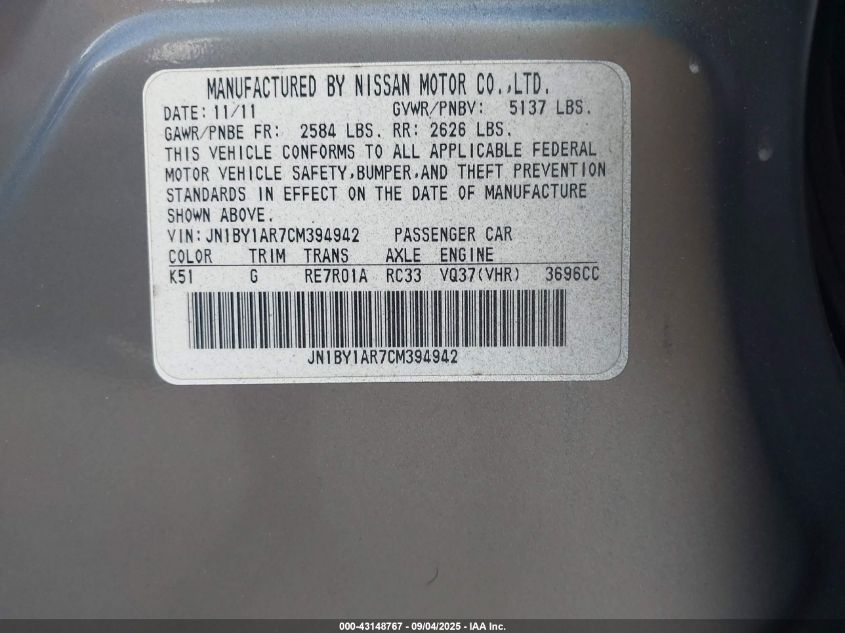 MANUFACTURED BY NISSAN MOTOR CO.,LTD.
DATE: 11/11 GVWR/PNBV: 5137 LBS.
GAWR/PNBE FR: 2584 LBS. RR: 2626 LBS.
THIS VEHICLE CONFORMS TO ALL APPLICABLE FEDERAL
MOTOR VEHICLE SAFETY,BUMPER,AND THEFT PREVENTION
STANDARDS IN EFFECT ON THE DATE OF MANUFACTURE
SHOWN ABOVE.
VIN:JN1BY1AR7CM394942 PASSENGER CAR
COLOR TRIM TRANS AXLE ENGINE
K51 G RE7R01A RC33 VQ37(VHR) 3696CC
JN1BY1AR7CM394942
000-43148767 - 09/04/2025 - IAA Inc.